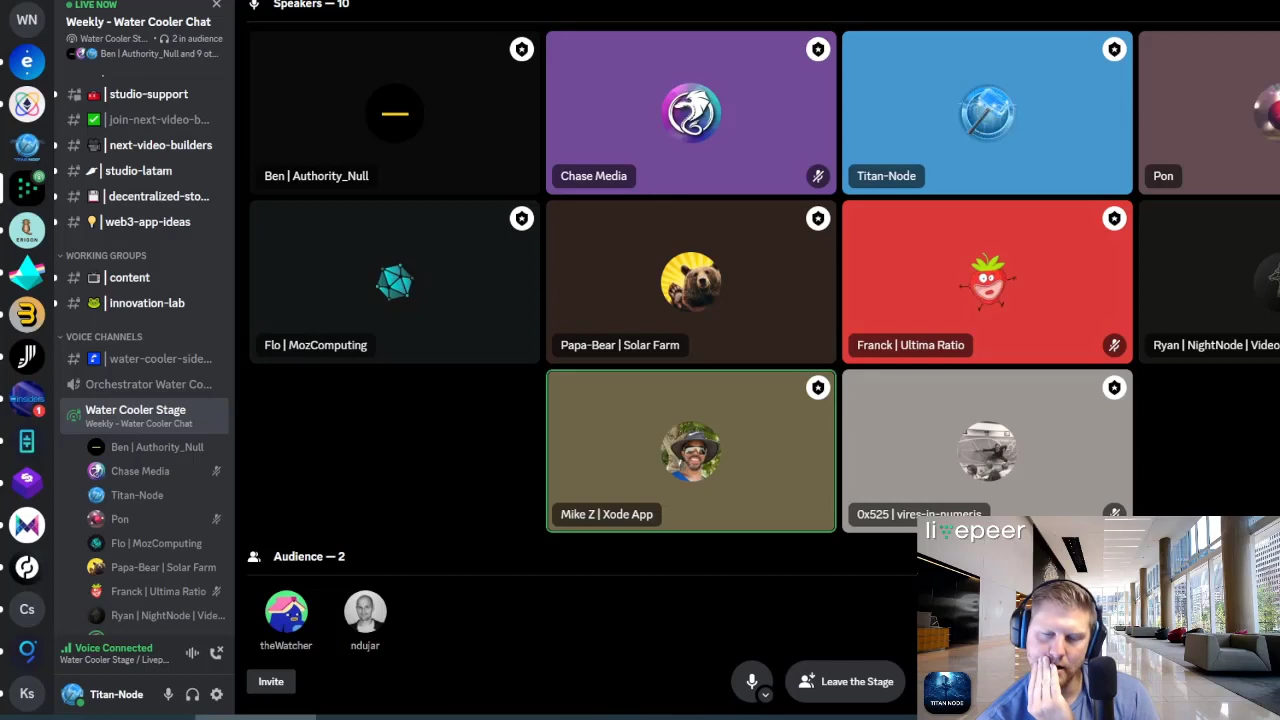 WN
LIVE NOW
Weekly - Water Cooler Chat
Water Cooler St... · 2 in audience
Ben | Authority_Null and 9 ot...
studio-support
join-next-video-b...
next-video-builders
studio-latam
decentralized-sto...
web3-app-ideas
ERIGON
WORKING GROUPS
content
innovation-lab
VOICE CHANNELS
water-cooler-side...
Orchestrator Water Co...
insiders
1
Water Cooler Stage
Weekly - Water Cooler Chat
Ben | Authority_Null
Chase Media
Titan-Node
Pon
Flo | MozComputing
Papa-Bear | Solar Farm
Franck | Ultima Ratio
Ryan | NightNode | Vide...
Cs
Voice Connected
Water Cooler Stage / Livep...
Ks
Titan-Node
Speakers — 10
Ben | Authority_Null
Chase Media
Titan-Node
Pon
Flo | MozComputing
Papa-Bear | Solar Farm
Franck | Ultima Ratio
Ryan | NightNode | Video
Mike Z | Xode App
0x525 | vires-in-numeris
Audience — 2
theWatcher
ndujar
Invite
Leave the Stage
livepeer
TITAN NODE